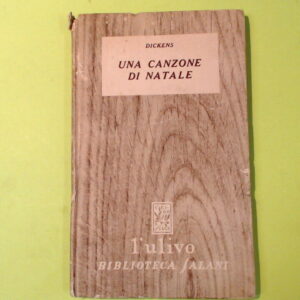 DICKENS
UNA CANZONE
DI NATALE
l'ulivo
BIBLIOTECA SALANI